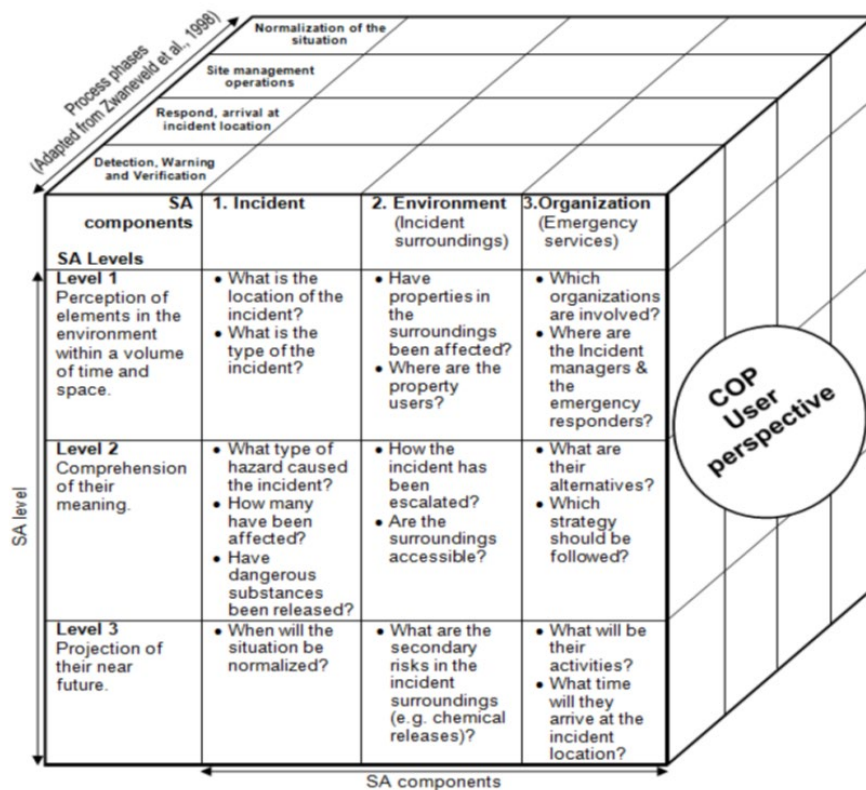 Process phases
(Adapted from Zwaneveld et al., 1998)
Normalization of the
situation
Site management
operations
Respond, arrival at
incident location
Detection, Warning
and Verification
SA
components
SA Levels
1. Incident
2. Environment
(Incident
surroundings)
3.Organization
(Emergency
services)
Level 1
Perception of
elements in the
environment
within a volume
of time and
space.
• What is the
location of the
incident?
• What is the
type of the
incident?
• Have
properties in
the
surroundings
been affected?
• Where are the
property
users?
• Which
organizations
are involved?
• Where are
the Incident
managers &
the
emergency
responders?
Level 2
Comprehension
of their
meaning.
• What type of
hazard caused
the incident?
• How many
have been
affected?
• Have
dangerous
substances
been released?
• How the
incident has
been
escalated?
• Are the
surroundings
accessible?
• What are
their
alternatives?
• Which
strategy
should be
followed?
Level 3
Projection of
their near
future.
• When will the
situation be
normalized?
• What are the
secondary
risks in the
incident
surroundings
(e.g. chemical
releases)?
• What will be
their
activities?
• What time
will they
arrive at the
incident
location?
SA level
SA components
COP
User
perspective